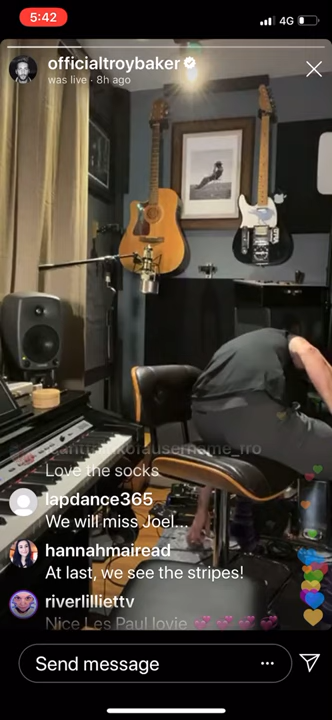 5:42
4G
officialtroybaker
was live · 8h ago
Love the socks
lapdance365
We will miss Joel...
hannahmairead
At last, we see the stripes!
riverlilliettv
Nice Les Paul lovie
Send message